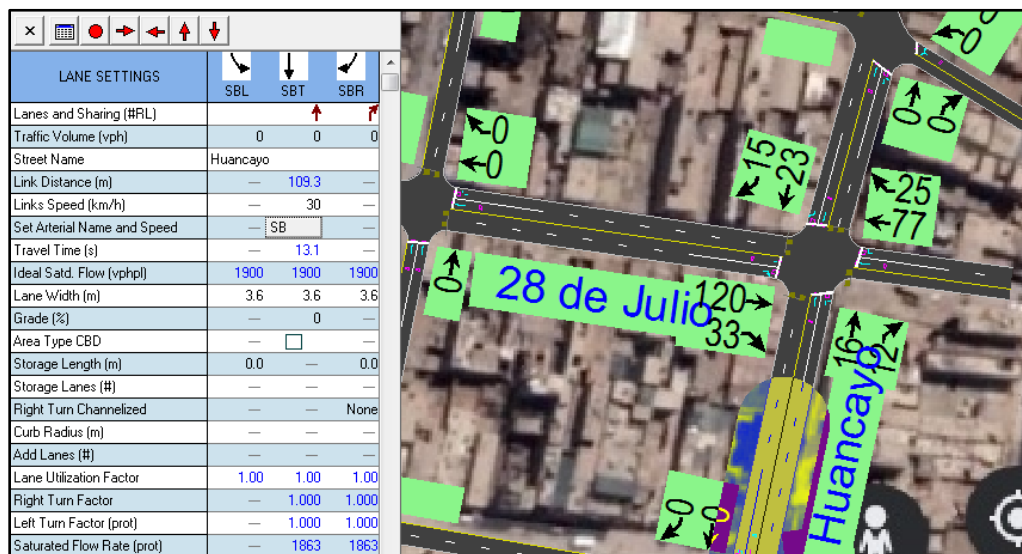 LANE SETTINGS SBL SBT SBR
Lanes and Sharing (#RL)
Traffic Volume (vph) 0 0 0
Street Name Huancayo
Link Distance (m) — 109.3 —
Links Speed (km/h) — 30 —
Set Arterial Name and Speed — SB —
Travel Time (s) — 13.1 —
Ideal Satd. Flow (vphpl) 1900 1900 1900
Lane Width (m) 3.6 3.6 3.6
Grade (%) — 0 —
Area Type CBD — —
Storage Length (m) 0.0 — 0.0
Storage Lanes (#) — — —
Right Turn Channelized — — None
Curb Radius (m) — — —
Add Lanes (#) — — —
Lane Utilization Factor 1.00 1.00 1.00
Right Turn Factor — 1.000 1.000
Left Turn Factor (prot) — 1.000 1.000
Saturated Flow Rate (prot) — 1863 1863
0
0
0
0
0
0
15
23
25
77
0
28 de Julio
120
33
16
12
Huancayo
0
0